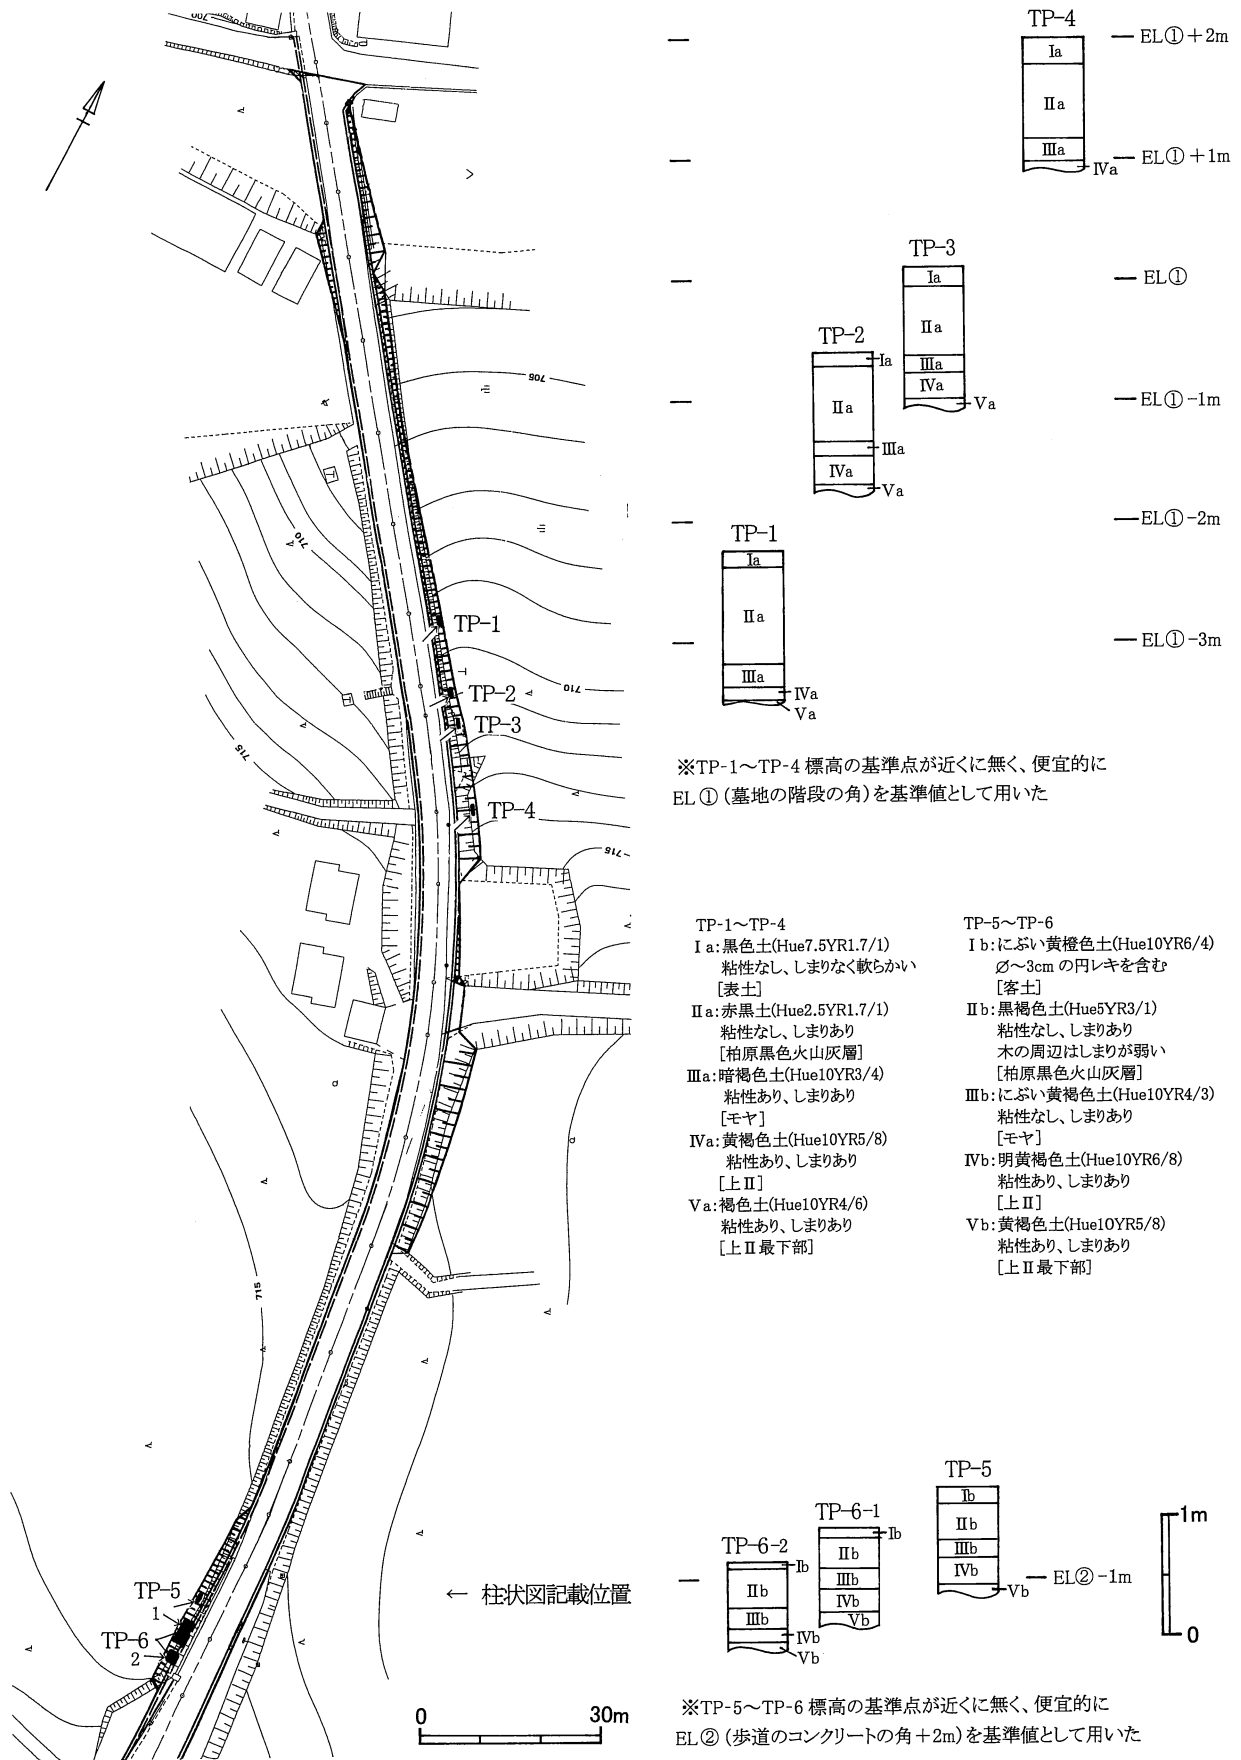 700
705
710
TP-1
710
TP-2
TP-3
715
TP-4
715
715
TP-5
1
TP-6
2
← 柱状図記載位置
0 30m
TP-4
Ⅰa
Ⅱa
Ⅲa
Ⅳa
EL①+2m
EL①+1m
TP-3
Ⅰa
Ⅱa
Ⅲa
Ⅳa
Ⅴa
EL①
TP-2
Ⅰa
Ⅱa
Ⅲa
Ⅳa
Ⅴa
EL①-1m
EL①-2m
TP-1
Ⅰa
Ⅱa
Ⅲa
Ⅳa
Ⅴa
EL①-3m
※TP-1~TP-4 標高の基準点が近くに無く、便宜的に
EL①(墓地の階段の角)を基準値として用いた
TP-1~TP-4
Ⅰa:黒色土(Hue7.5YR1.7/1)
粘性なし、しまりなく軟らかい
[表土]
Ⅱa:赤黒土(Hue2.5YR1.7/1)
粘性なし、しまりあり
[柏原黒色火山灰層]
Ⅲa:暗褐色土(Hue10YR3/4)
粘性あり、しまりあり
[モヤ]
Ⅳa:黄褐色土(Hue10YR5/8)
粘性あり、しまりあり
[上Ⅱ]
Ⅴa:褐色土(Hue10YR4/6)
粘性あり、しまりあり
[上Ⅱ最下部]
TP-5~TP-6
Ⅰb:にぶい黄橙色土(Hue10YR6/4)
Ø~3cmの円レキを含む
[客土]
Ⅱb:黒褐色土(Hue5YR3/1)
粘性なし、しまりあり
木の周辺はしまりが弱い
[柏原黒色火山灰層]
Ⅲb:にぶい黄褐色土(Hue10YR4/3)
粘性なし、しまりあり
[モヤ]
Ⅳb:明黄褐色土(Hue10YR6/8)
粘性あり、しまりあり
[上Ⅱ]
Ⅴb:黄褐色土(Hue10YR5/8)
粘性あり、しまりあり
[上Ⅱ最下部]
TP-5
Ⅰb
Ⅱb
Ⅲb
Ⅳb
Ⅴb
TP-6-1
Ⅰb
Ⅱb
Ⅲb
Ⅳb
Ⅴb
TP-6-2
Ⅰb
Ⅱb
Ⅲb
Ⅳb
Ⅴb
EL②-1m
1m
0
※TP-5~TP-6 標高の基準点が近くに無く、便宜的に
EL②(歩道のコンクリートの角+2m)を基準値として用いた